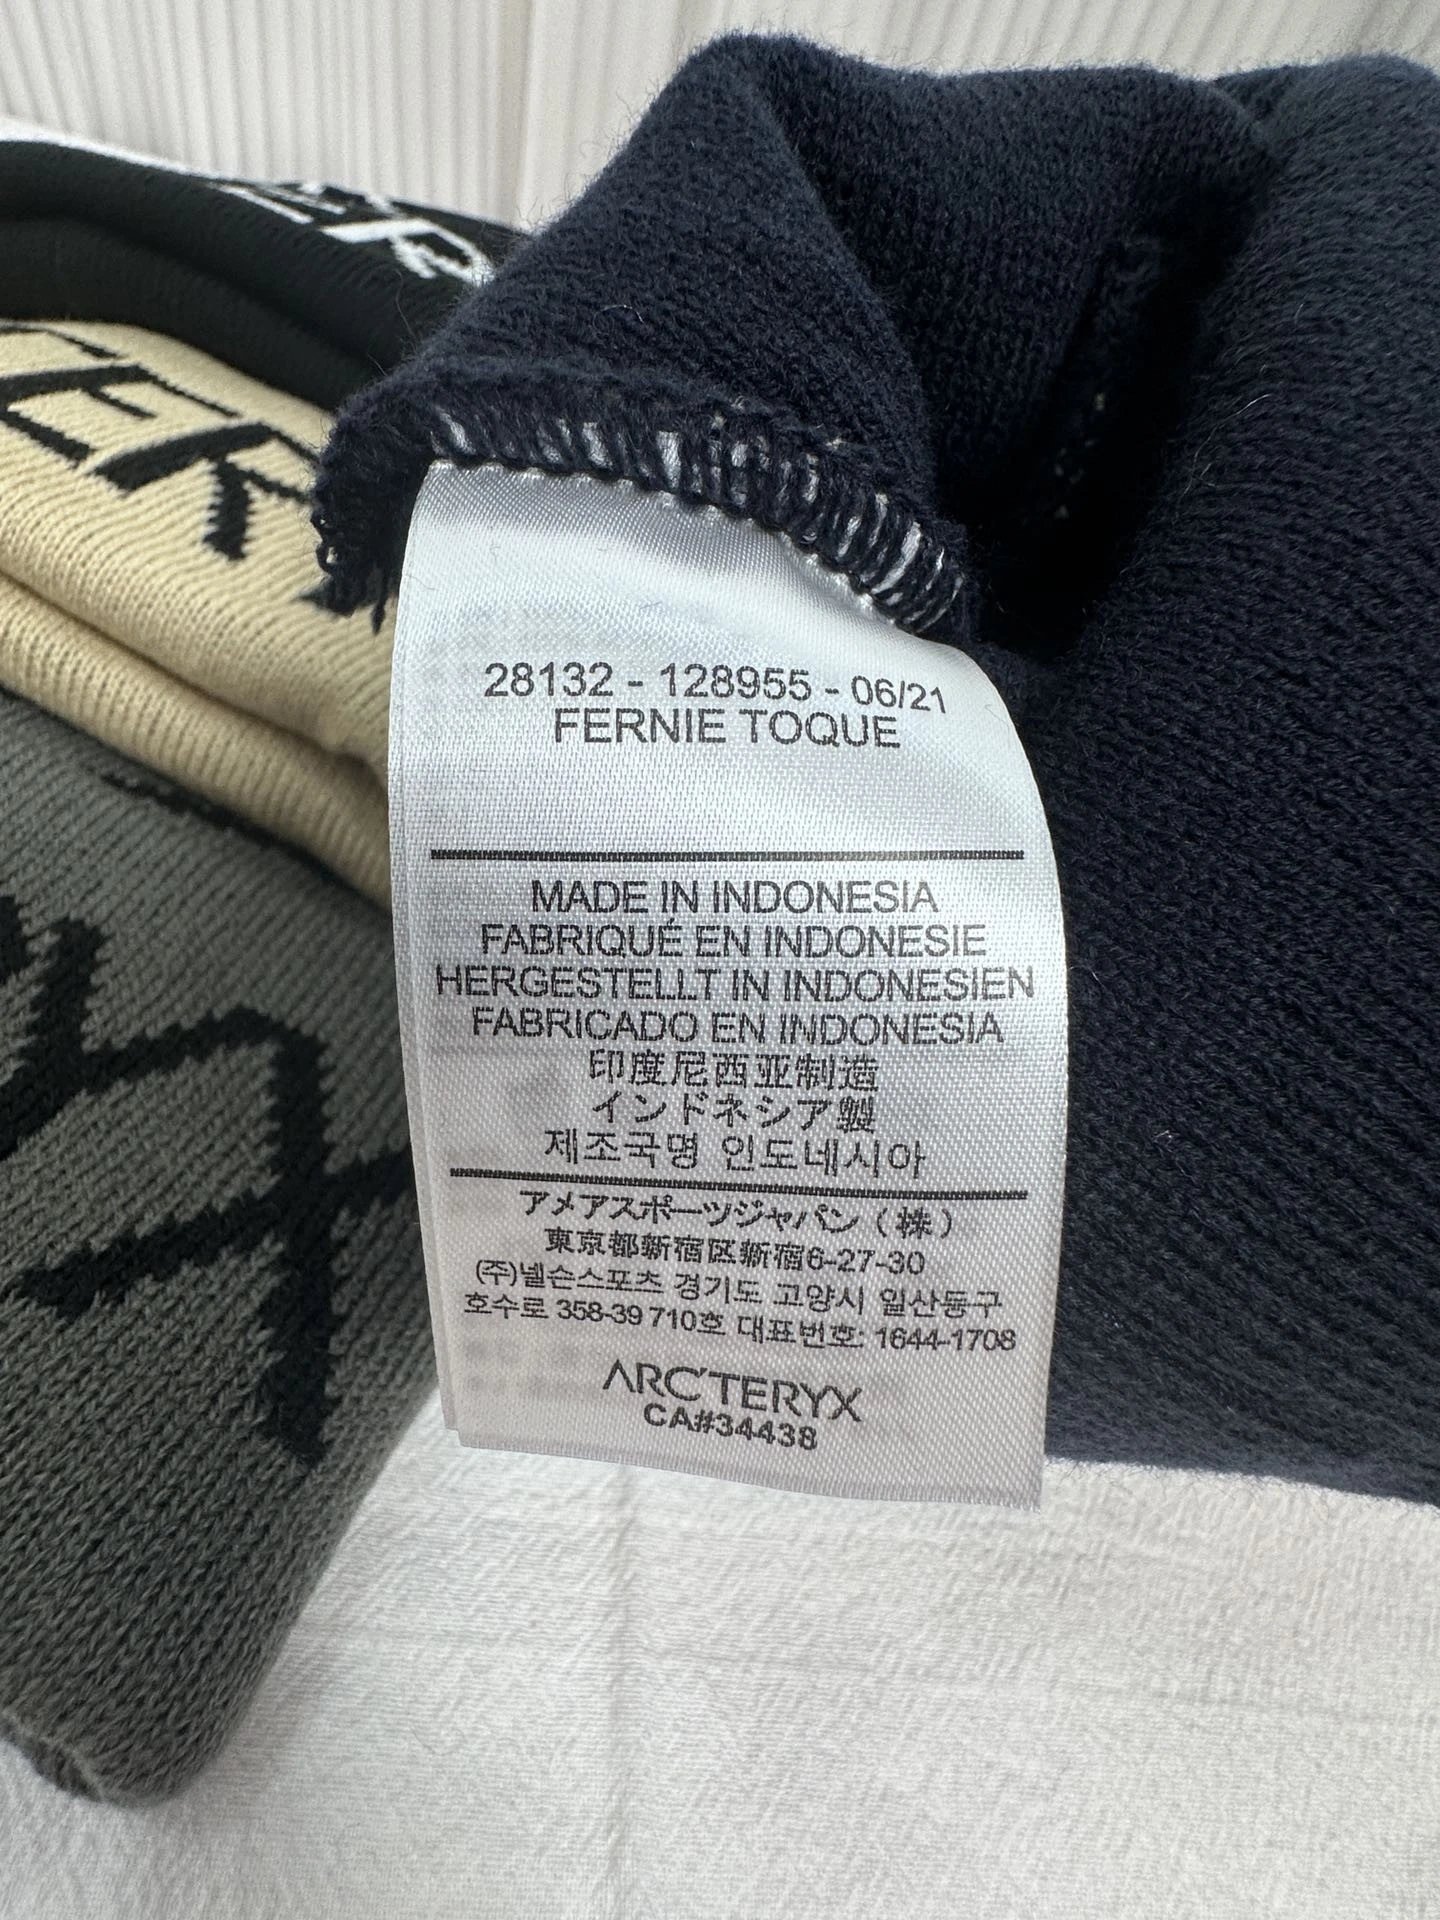 28132 - 128955 - 06/21
FERNIE TOQUE
MADE IN INDONESIA
FABRIQUÉ EN INDONESIE
HERGESTELLT IN INDONESIEN
FABRICADO EN INDONESIA
印度尼西亚制造
インドネシア製
제조국명 인도네시아
アメアスポーツジャパン（株）
東京都新宿区新宿6-27-30
(주)넬슨스포츠 경기도 고양시 일산동구
호수로 358-39 710호 대표번호: 1644-1708
ARC'TERYX
CA#34438